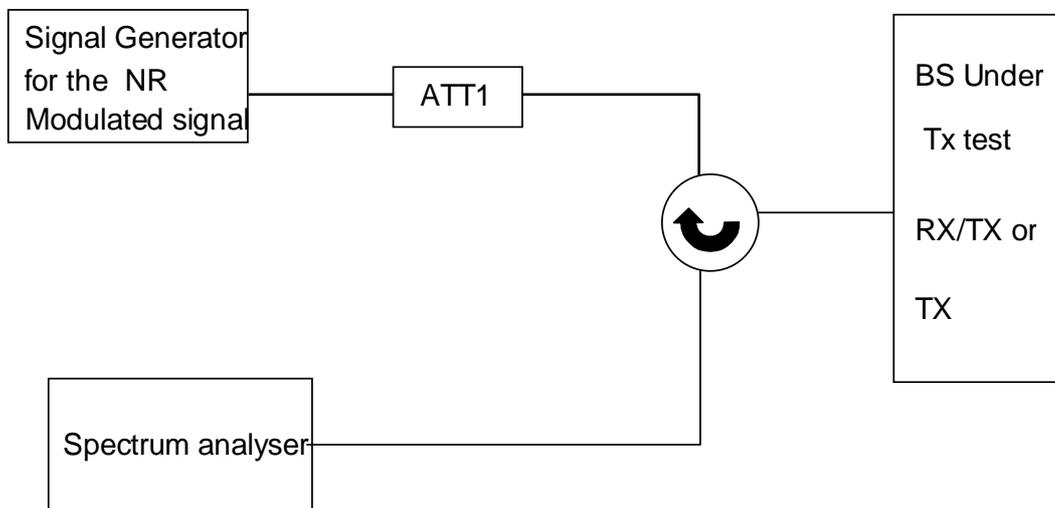 Signal Generator
for the NR
Modulated signal
ATT1
BS Under
Tx test
RX/TX or
TX
Spectrum analyser